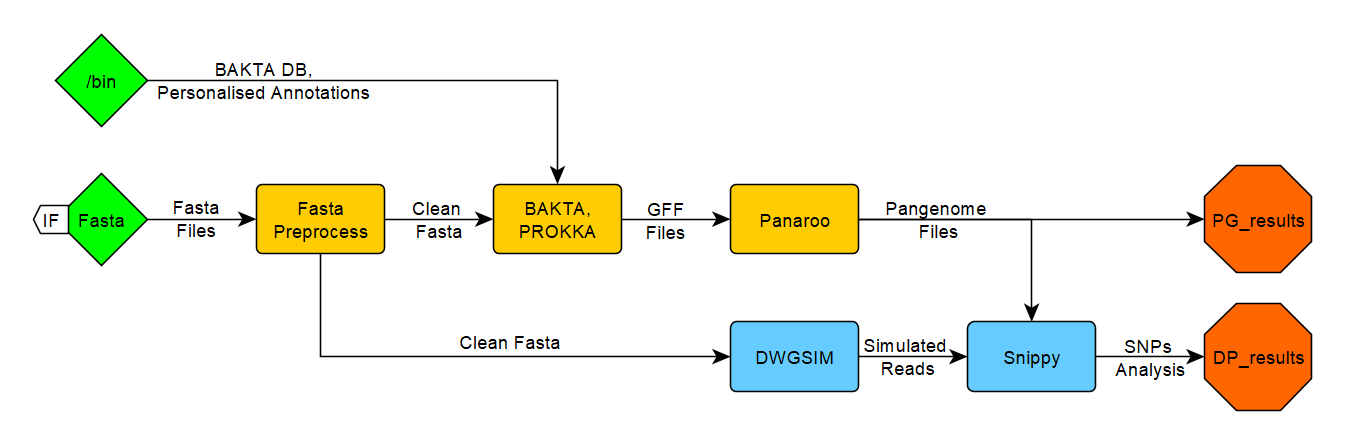 /bin
BAKTA DB,
Personalised Annotations
IF
Fasta
Fasta
Files
Fasta
Preprocess
Clean
Fasta
BAKTA,
PROKKA
GFF
Files
Panaroo
Pangenome
Files
PG_results
Clean Fasta
DWGSIM
Simulated
Reads
Snippy
SNPs
Analysis
DP_results